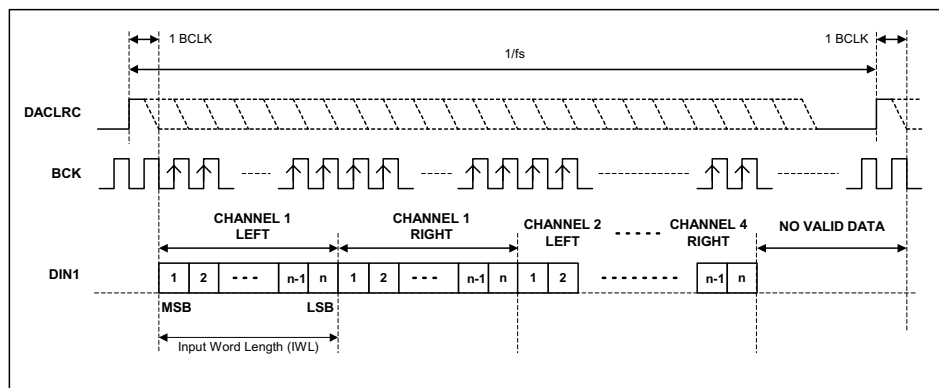 1 BCLK 1 BCLK
1/fs
DACLRC
BCK
CHANNEL 1 LEFT CHANNEL 1 RIGHT CHANNEL 2 LEFT CHANNEL 4 RIGHT NO VALID DATA
DIN1 1 2 n-1 n 1 2 n-1 n 1 2 n-1 n
MSB LSB
Input Word Length (IWL)